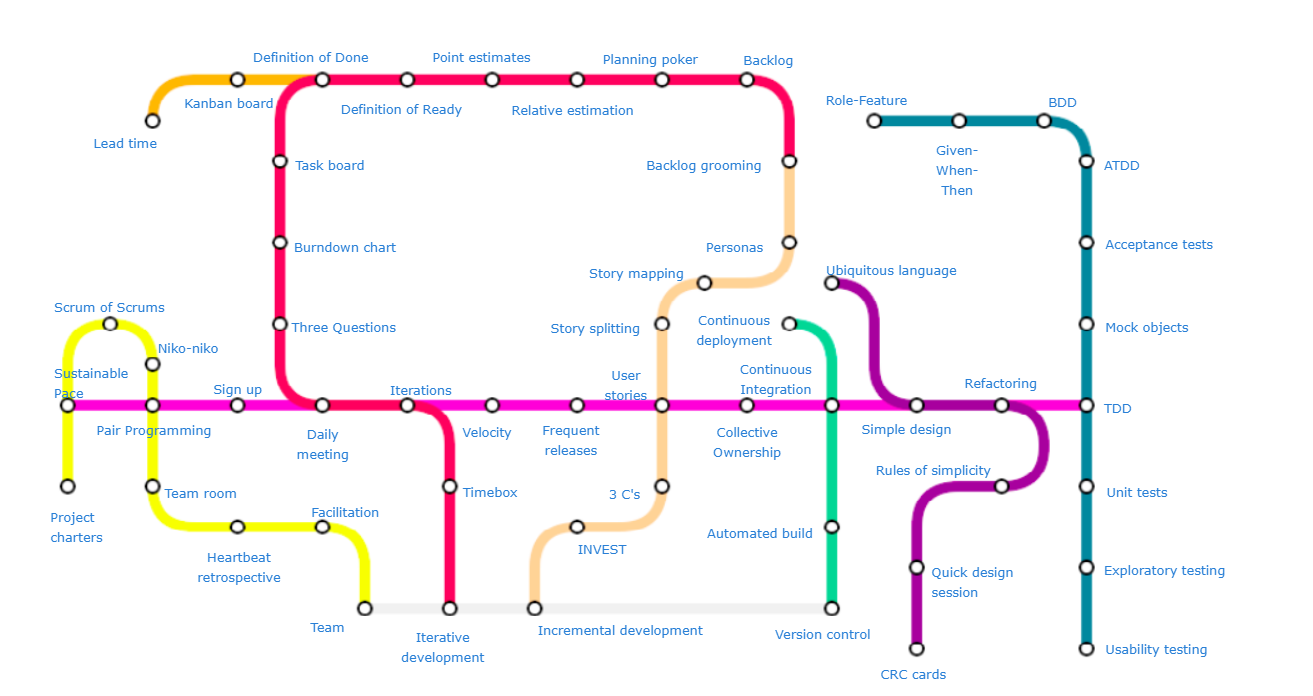 Definition of Done
Point estimates
Planning poker
Backlog
Kanban board
Definition of Ready
Relative estimation
Role-Feature
BDD
Lead time
Given-
When-
Then
Task board
Backlog grooming
ATDD
Burndown chart
Personas
Acceptance tests
Story mapping
Ubiquitous language
Scrum of Scrums
Three Questions
Story splitting
Continuous
deployment
Mock objects
Niko-niko
Sustainable
Pace
Sign up
Iterations
User
stories
Continuous
Integration
Refactoring
TDD
Pair Programming
Daily
meeting
Velocity
Frequent
releases
Collective
Ownership
Simple design
Rules of simplicity
Team room
Timebox
3 C's
Unit tests
Project
charters
Facilitation
Heartbeat
retrospective
INVEST
Automated build
Quick design
session
Exploratory testing
Team
Iterative
development
Incremental development
Version control
Usability testing
CRC cards